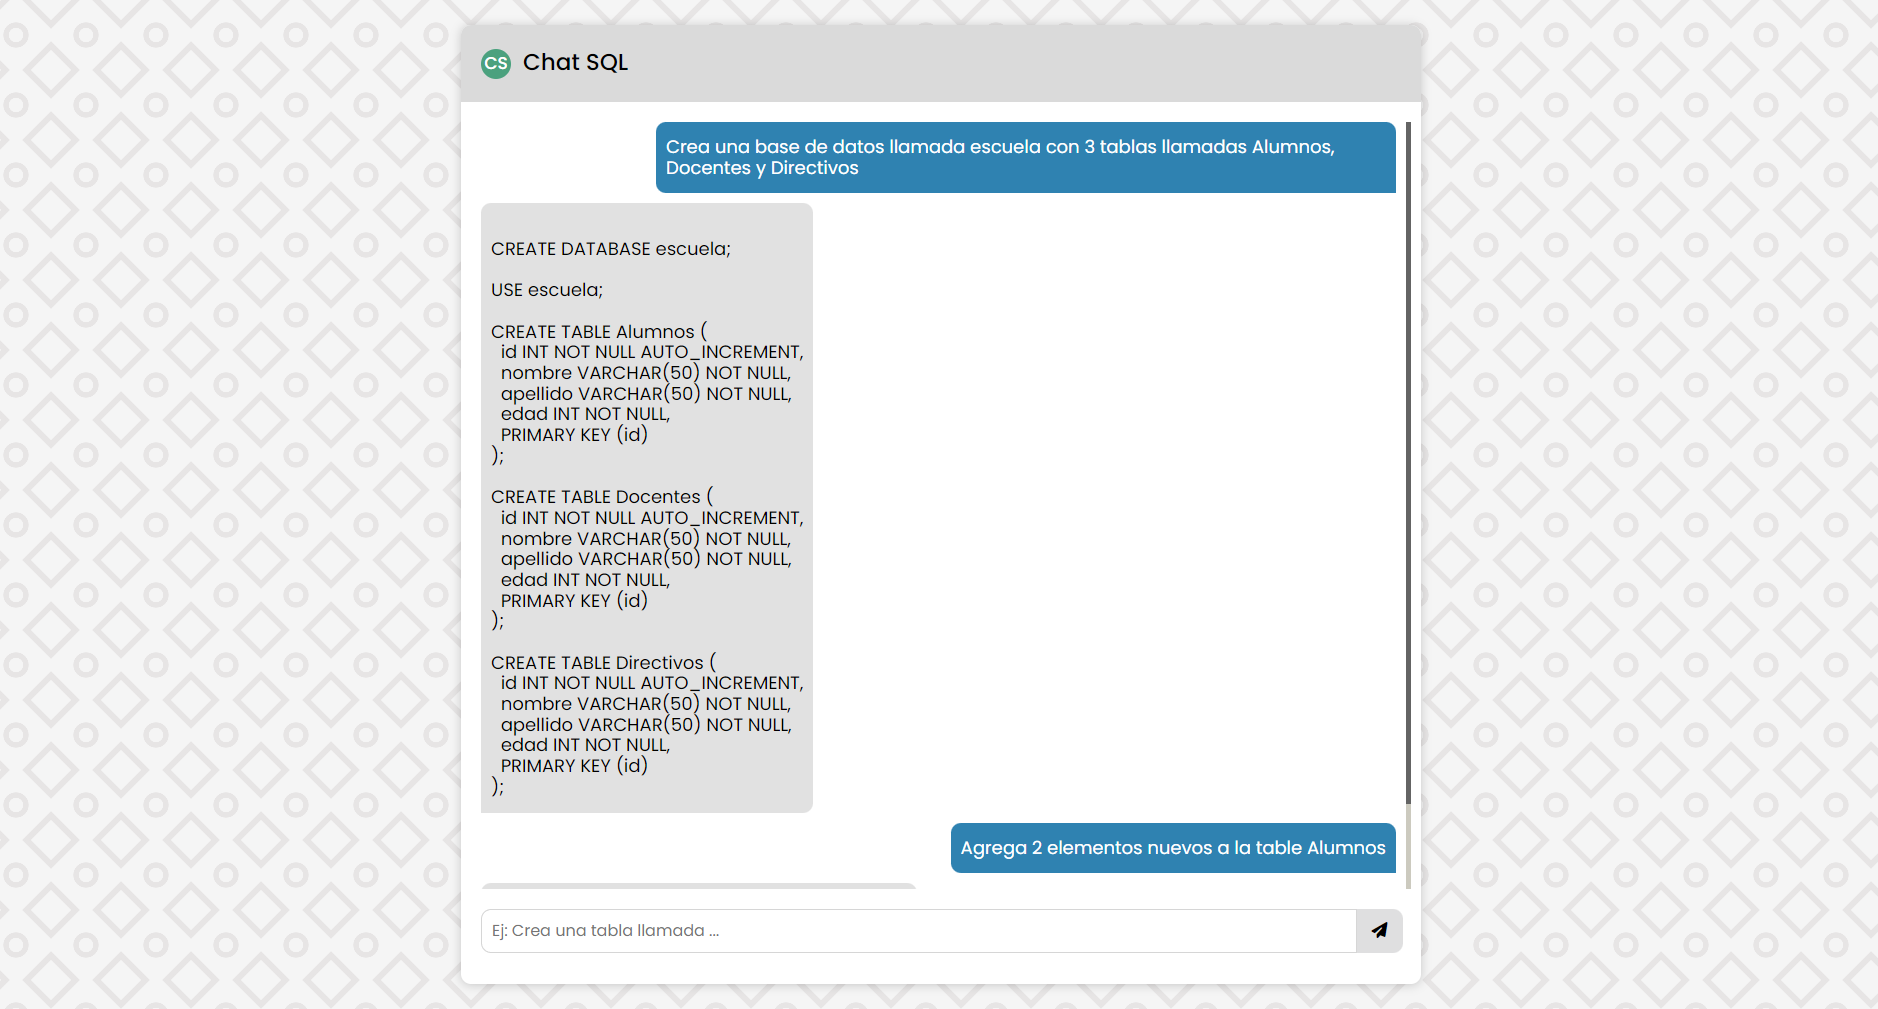 CS Chat SQL
Crea una base de datos llamada escuela con 3 tablas llamadas Alumnos,
Docentes y Directivos
CREATE DATABASE escuela;
USE escuela;
CREATE TABLE Alumnos (
id INT NOT NULL AUTO_INCREMENT,
nombre VARCHAR(50) NOT NULL,
apellido VARCHAR(50) NOT NULL,
edad INT NOT NULL,
PRIMARY KEY (id)
);
CREATE TABLE Docentes (
id INT NOT NULL AUTO_INCREMENT,
nombre VARCHAR(50) NOT NULL,
apellido VARCHAR(50) NOT NULL,
edad INT NOT NULL,
PRIMARY KEY (id)
);
CREATE TABLE Directivos (
id INT NOT NULL AUTO_INCREMENT,
nombre VARCHAR(50) NOT NULL,
apellido VARCHAR(50) NOT NULL,
edad INT NOT NULL,
PRIMARY KEY (id)
);
Agrega 2 elementos nuevos a la table Alumnos
Ej: Crea una tabla llamada ...